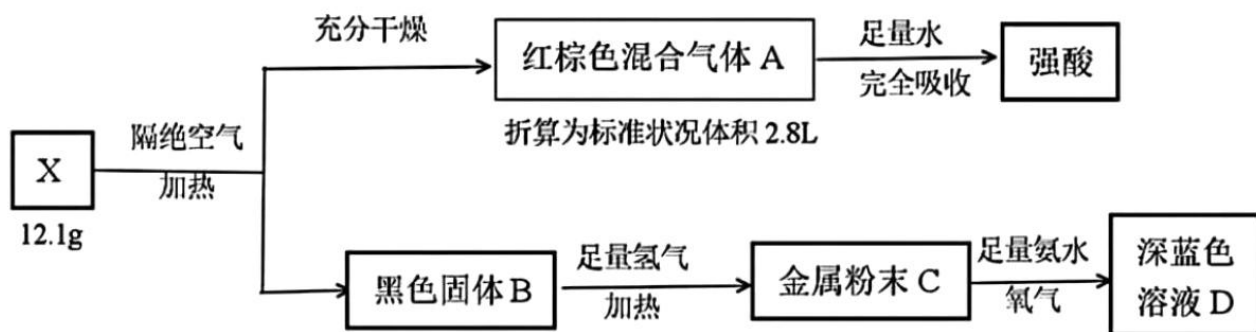 充分干燥
红棕色混合气体 A
足量水
完全吸收
强酸
折算为标准状况体积 2.8L
X
隔绝空气
加热
12.1g
黑色固体 B
足量氢气
加热
金属粉末 C
足量氨水
氧气
深蓝色
溶液 D